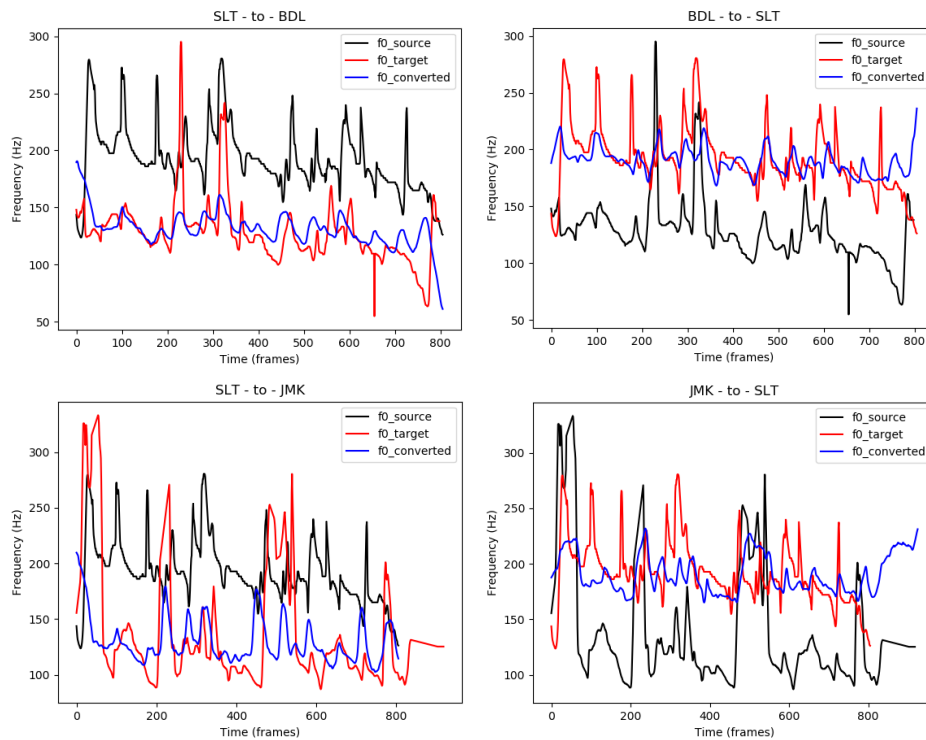 SLT - to - BDL
300
250
200
150
100
50
Frequency (Hz)
f0_source
f0_target
f0_converted
0 100 200 300 400 500 600 700 800
Time (frames)
BDL - to - SLT
300
250
200
150
100
50
Frequency (Hz)
f0_source
f0_target
f0_converted
0 100 200 300 400 500 600 700 800
Time (frames)
SLT - to - JMK
300
250
200
150
100
Frequency (Hz)
f0_source
f0_target
f0_converted
0 200 400 600 800
Time (frames)
JMK - to - SLT
300
250
200
150
100
Frequency (Hz)
f0_source
f0_target
f0_converted
0 200 400 600 800
Time (frames)